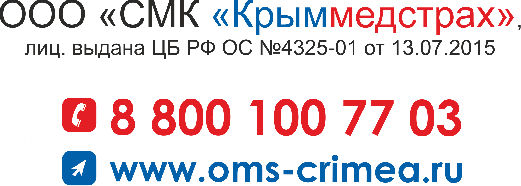 ООО «СМК «Крыммедстрах»,
лиц. выдана ЦБ РФ ОС №4325-01 от 13.07.2015
8 800 100 77 03
www.oms-crimea.ru